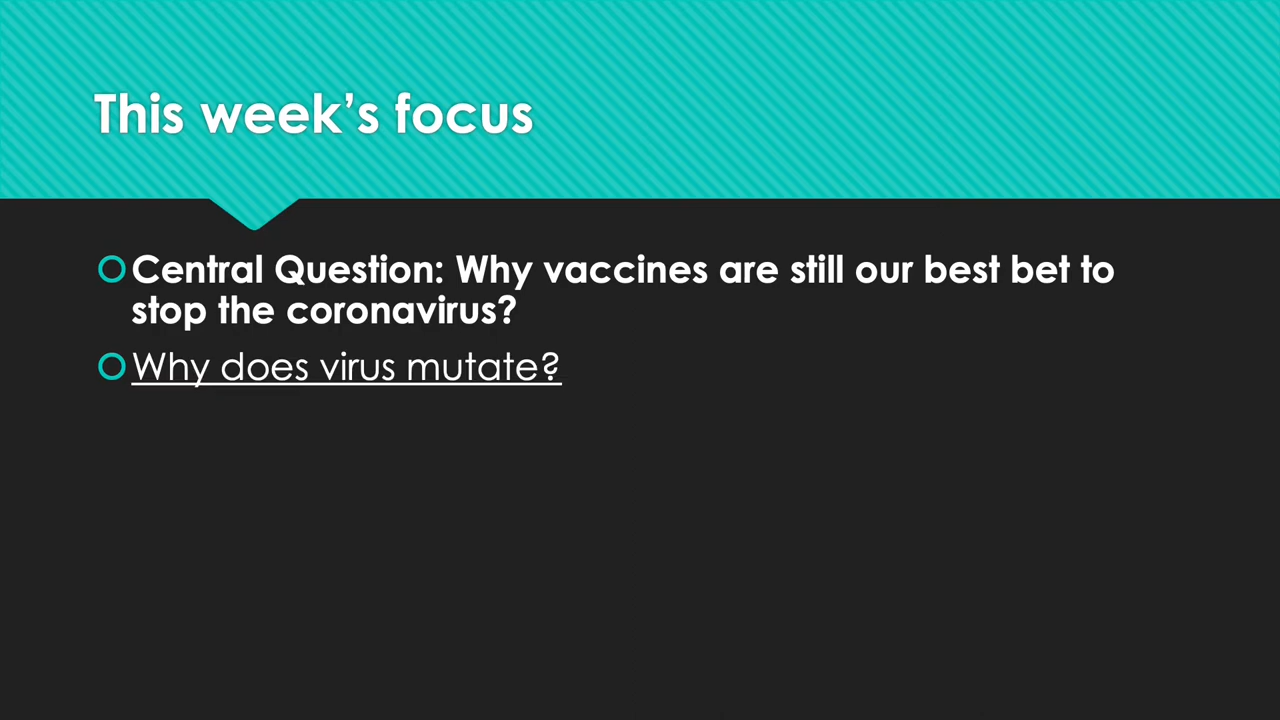 This week’s focus
Central Question: Why vaccines are still our best bet to
stop the coronavirus?
Why does virus mutate?